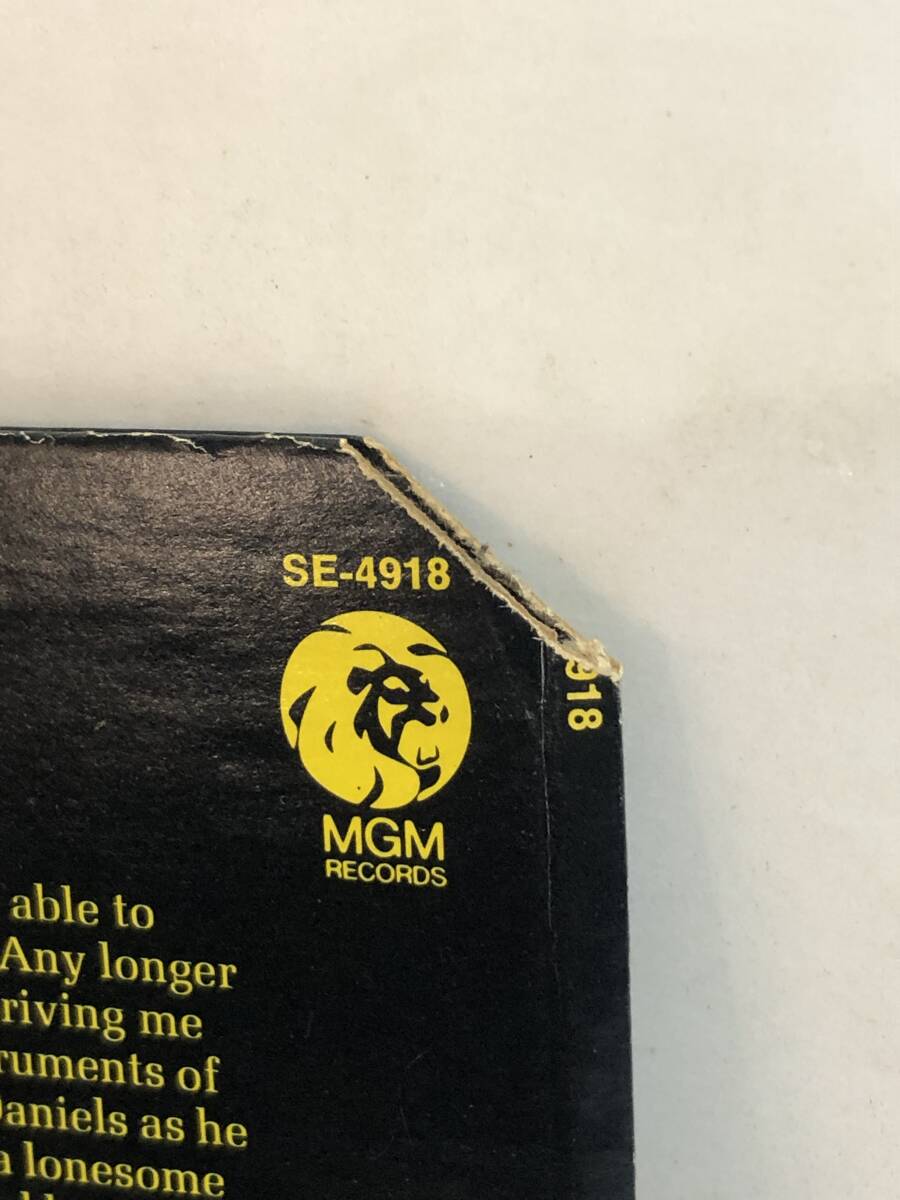 SE-4918
918
MGM
RECORDS
able to
Any longer
riving me
ruments of
Daniels as he
a lonesome